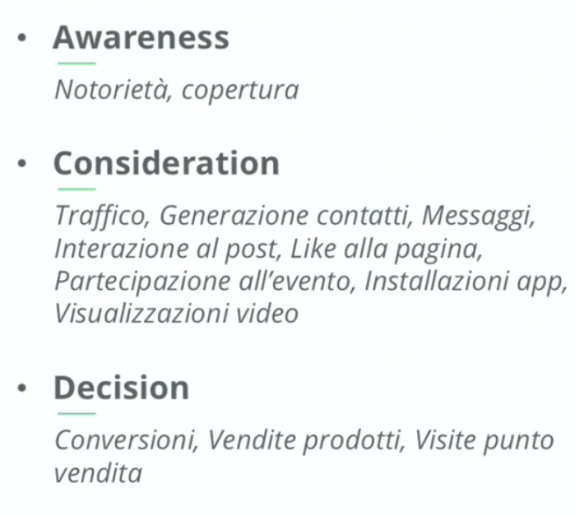 • Awareness
Notorietà, copertura
• Consideration
Traffico, Generazione contatti, Messaggi,
Interazione al post, Like alla pagina,
Partecipazione all’evento, Installazioni app,
Visualizzazioni video
• Decision
Conversioni, Vendite prodotti, Visite punto
vendita